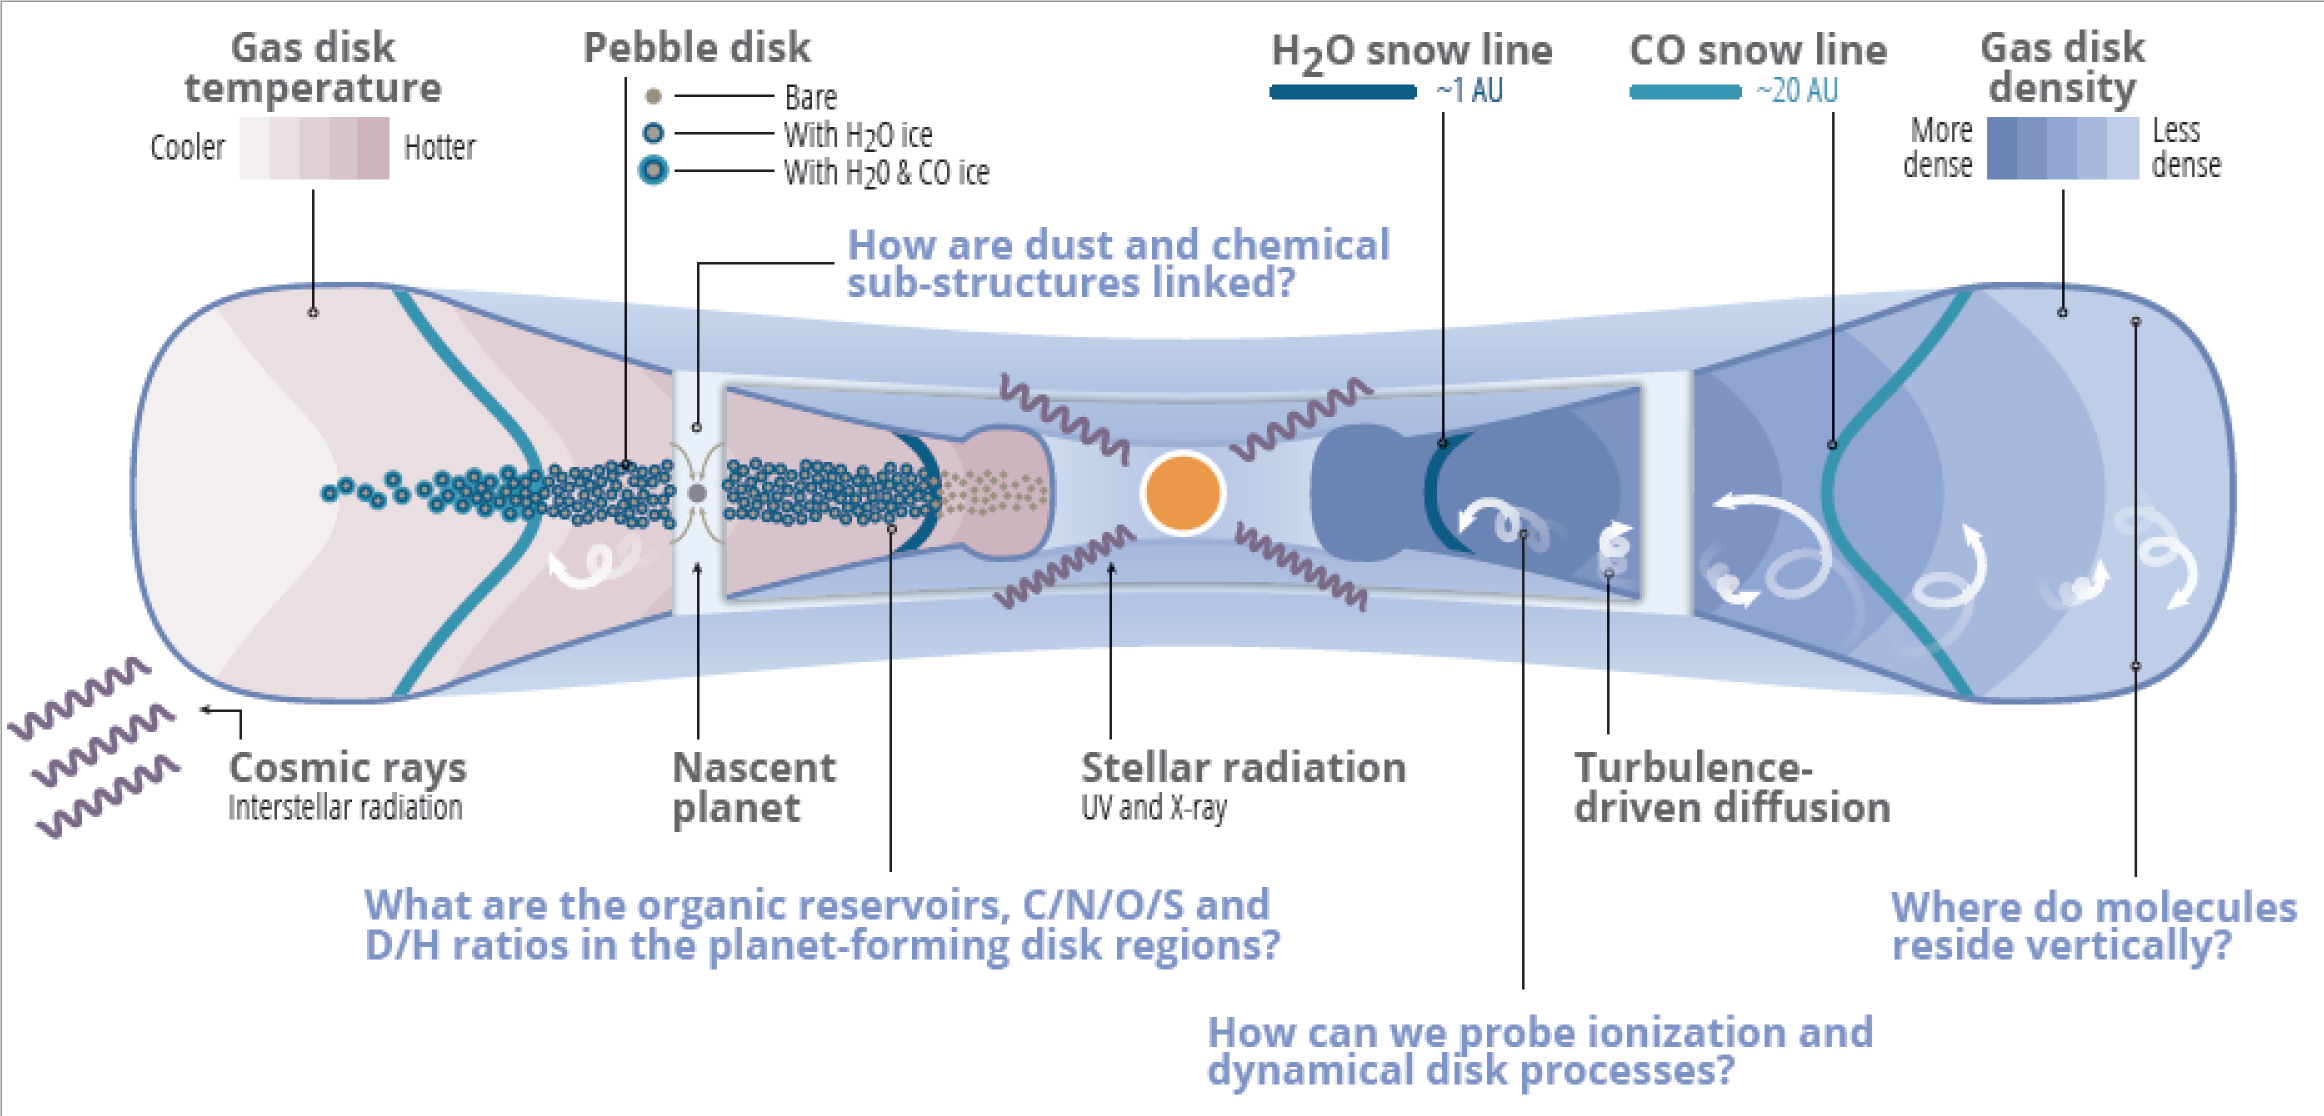 Gas disk
temperature
Cooler
Hotter
Pebble disk
Bare
With H₂O ice
With H₂0 & CO ice
H₂O snow line
~1 AU
CO snow line
~20 AU
Gas disk
density
More
dense
Less
dense
How are dust and chemical
sub-structures linked?
Cosmic rays
Interstellar radiation
Nascent
planet
Stellar radiation
UV and X-ray
Turbulence-
driven diffusion
What are the organic reservoirs, C/N/O/S and
D/H ratios in the planet-forming disk regions?
Where do molecules
reside vertically?
How can we probe ionization and
dynamical disk processes?